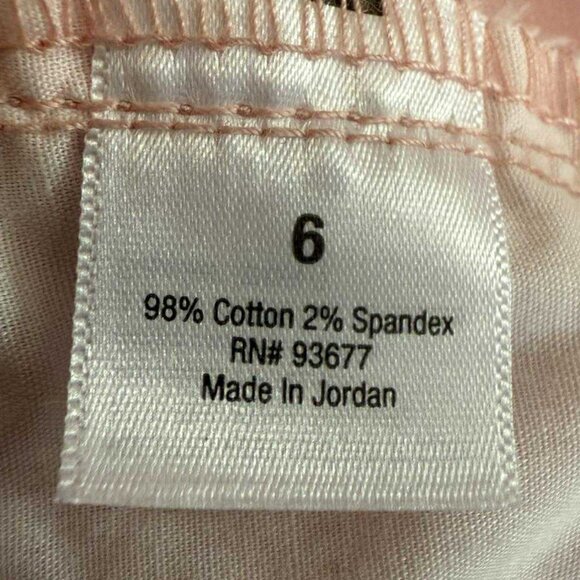 6
98% Cotton 2% Spandex
RN# 93677
Made In Jordan